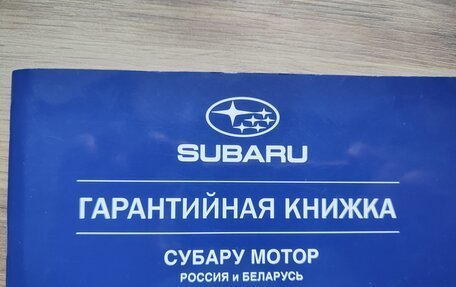 SUBARU
ГАРАНТИЙНАЯ КНИЖКА
СУБАРУ МОТОР
РОССИЯ и БЕЛАРУСЬ